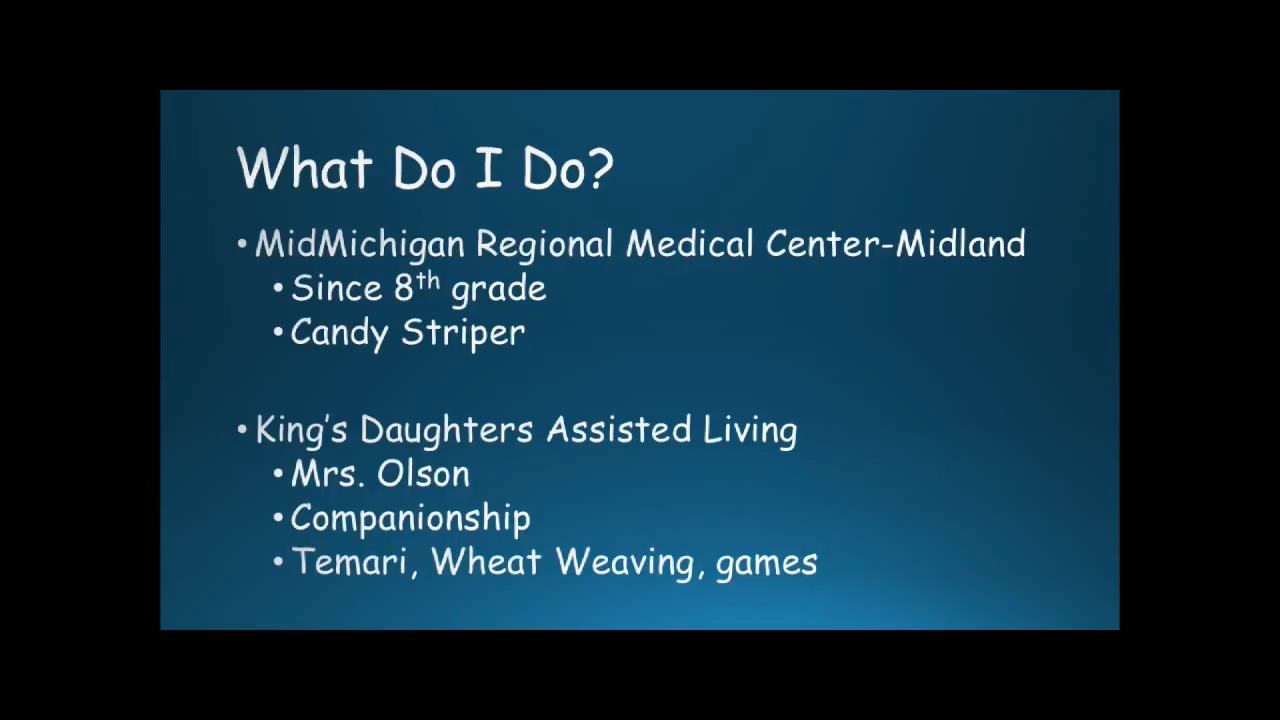 What Do I Do?
• MidMichigan Regional Medical Center-Midland
• Since 8th grade
• Candy Striper
• King's Daughters Assisted Living
• Mrs. Olson
• Companionship
• Temari, Wheat Weaving, games